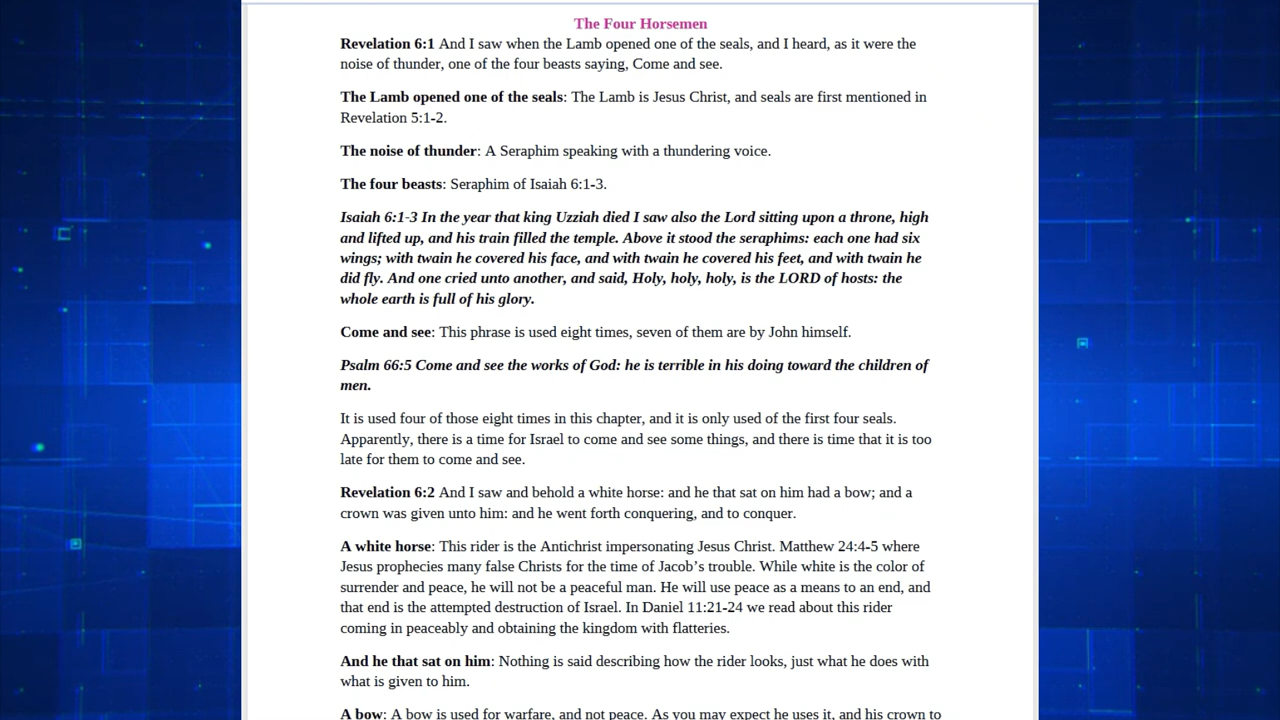 The Four Horsemen
Revelation 6:1 And I saw when the Lamb opened one of the seals, and I heard, as it were the
noise of thunder, one of the four beasts saying, Come and see.
The Lamb opened one of the seals: The Lamb is Jesus Christ, and seals are first mentioned in
Revelation 5:1-2.
The noise of thunder: A Seraphim speaking with a thundering voice.
The four beasts: Seraphim of Isaiah 6:1-3.
Isaiah 6:1-3 In the year that king Uzziah died I saw also the Lord sitting upon a throne, high
and lifted up, and his train filled the temple. Above it stood the seraphims: each one had six
wings; with twain he covered his face, and with twain he covered his feet, and with twain he
did fly. And one cried unto another, and said, Holy, holy, holy, is the LORD of hosts: the
whole earth is full of his glory.
Come and see: This phrase is used eight times, seven of them are by John himself.
Psalm 66:5 Come and see the works of God: he is terrible in his doing toward the children of
men.
It is used four of those eight times in this chapter, and it is only used of the first four seals.
Apparently, there is a time for Israel to come and see some things, and there is time that it is too
late for them to come and see.
Revelation 6:2 And I saw and behold a white horse: and he that sat on him had a bow; and a
crown was given unto him: and he went forth conquering, and to conquer.
A white horse: This rider is the Antichrist impersonating Jesus Christ. Matthew 24:4-5 where
Jesus prophecies many false Christs for the time of Jacob’s trouble. While white is the color of
surrender and peace, he will not be a peaceful man. He will use peace as a means to an end, and
that end is the attempted destruction of Israel. In Daniel 11:21-24 we read about this rider
coming in peaceably and obtaining the kingdom with flatteries.
And he that sat on him: Nothing is said describing how the rider looks, just what he does with
what is given to him.
A bow: A bow is used for warfare, and not peace. As you may expect he uses it, and his crown to